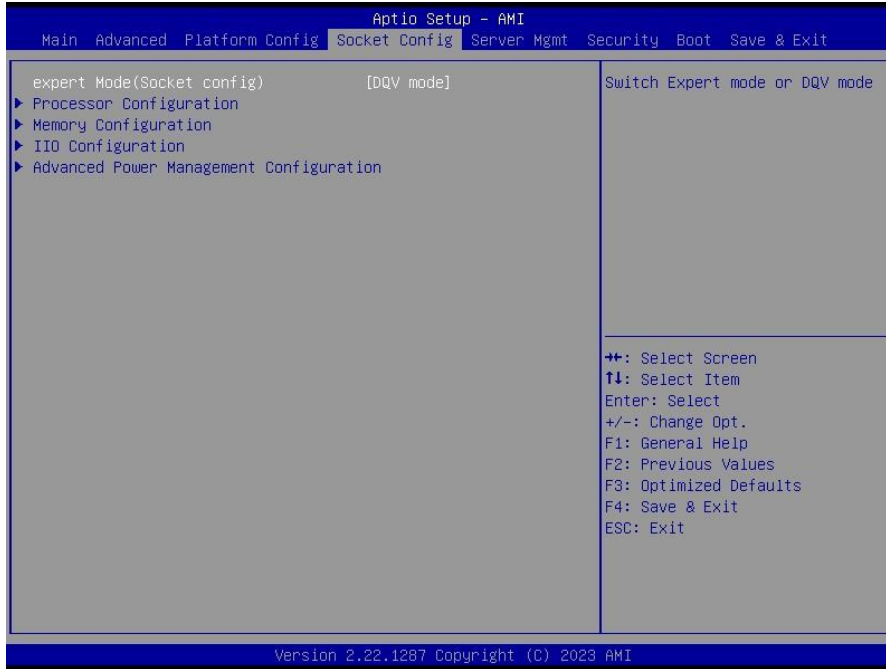 Aptio Setup - AMI
Main Advanced Platform Config Socket Config Server Mgmt Security Boot Save & Exit
expert Mode(Socket config) [DQV mode]
Processor Configuration
Memory Configuration
IIO Configuration
Advanced Power Management Configuration
Switch Expert mode or DQV mode
→←: Select Screen
↑↓: Select Item
Enter: Select
+/-: Change Opt.
F1: General Help
F2: Previous Values
F3: Optimized Defaults
F4: Save & Exit
ESC: Exit
Version 2.22.1287 Copyright (C) 2023 AMI